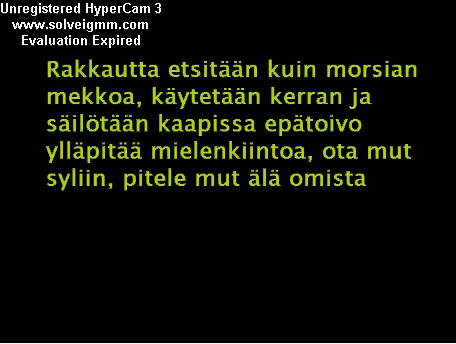 Unregistered HyperCam 3
www.solveigmm.com
Evaluation Expired
Rakkautta etsitään kuin morsian
mekkoa, käytetään kerran ja
säilötään kaapissa epätoivo
ylläpitää mielenkiintoa, ota mut
syliin, pitele mut älä omista